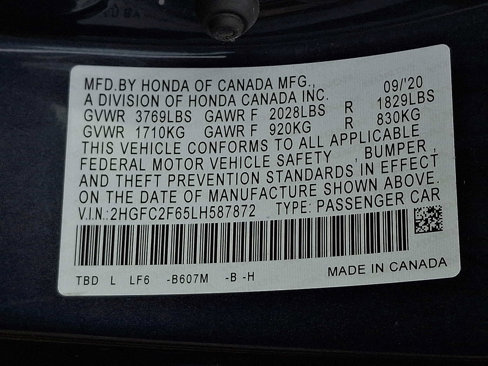 MFD.BY HONDA OF CANADA MFG., 09/'20
A DIVISION OF HONDA CANADA INC.
GVWR 3769LBS GAWR F 2028LBS R 1829LBS
GVWR 1710KG GAWR F 920KG R 830KG
THIS VEHICLE CONFORMS TO ALL APPLICABLE
FEDERAL MOTOR VEHICLE SAFETY , BUMPER ,
AND THEFT PREVENTION STANDARDS IN EFFECT
ON THE DATE OF MANUFACTURE SHOWN ABOVE.
V.I.N:2HGFC2F65LH587872 TYPE: PASSENGER CAR
TBD L LF6 -B607M -B -H MADE IN CANADA